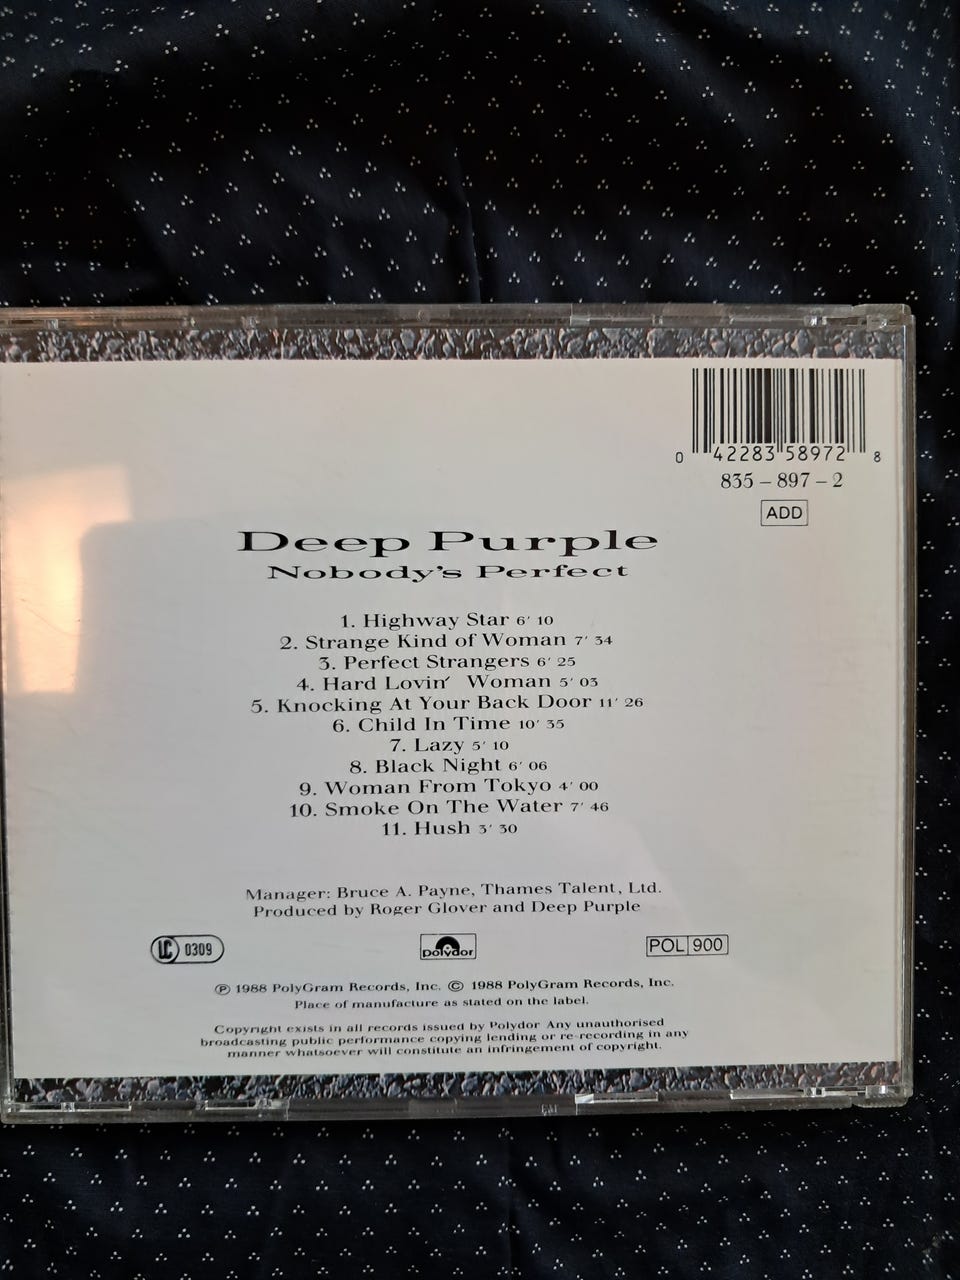 0 42283 58972 8
835 – 897 – 2
ADD
Deep Purple
Nobody's Perfect
1. Highway Star 6' 10
2. Strange Kind of Woman 7' 34
3. Perfect Strangers 6' 25
4. Hard Lovin' Woman 5' 03
5. Knocking At Your Back Door 11' 26
6. Child In Time 10' 35
7. Lazy 5' 10
8. Black Night 6' 06
9. Woman From Tokyo 4' 00
10. Smoke On The Water 7' 46
11. Hush 3' 30
Manager: Bruce A. Payne, Thames Talent, Ltd.
Produced by Roger Glover and Deep Purple
LC 0309
polydor
POL 900
℗ 1988 PolyGram Records, Inc. © 1988 PolyGram Records, Inc.
Place of manufacture as stated on the label.
Copyright exists in all records issued by Polydor Any unauthorised
broadcasting public performance copying lending or re-recording in any
manner whatsoever will constitute an infringement of copyright.